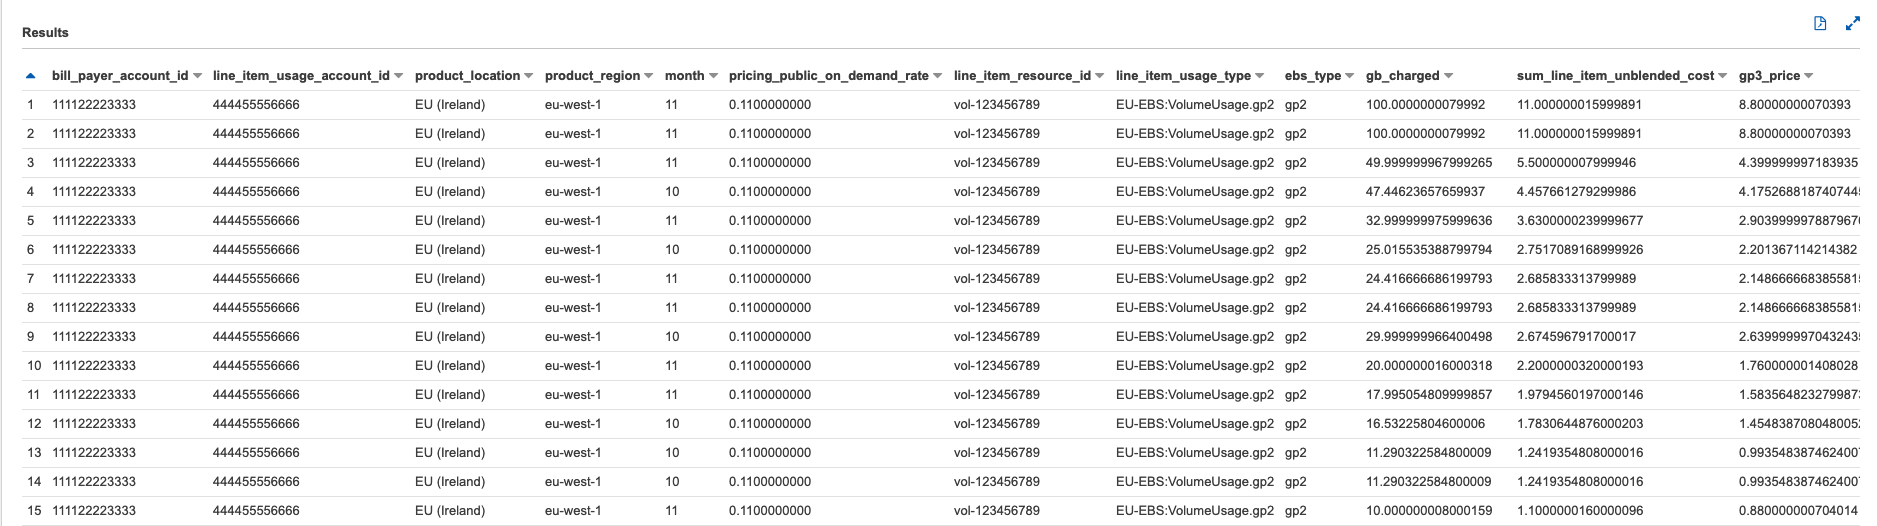 Results
bill_payer_account_id line_item_usage_account_id product_location product_region month pricing_public_on_demand_rate line_item_resource_id line_item_usage_type ebs_type gb_charged sum_line_item_unblended_cost gp3_price
1 111122223333 444455556666 EU (Ireland) eu-west-1 11 0.1100000000 vol-123456789 EU-EBS:VolumeUsage.gp2 gp2 100.0000000079992 11.000000015999891 8.80000000070393
2 111122223333 444455556666 EU (Ireland) eu-west-1 11 0.1100000000 vol-123456789 EU-EBS:VolumeUsage.gp2 gp2 100.0000000079992 11.000000015999891 8.80000000070393
3 111122223333 444455556666 EU (Ireland) eu-west-1 11 0.1100000000 vol-123456789 EU-EBS:VolumeUsage.gp2 gp2 49.999999967999265 5.500000007999946 4.399999997183935
4 111122223333 444455556666 EU (Ireland) eu-west-1 10 0.1100000000 vol-123456789 EU-EBS:VolumeUsage.gp2 gp2 47.44623657659937 4.457661279299986 4.175268818740744
5 111122223333 444455556666 EU (Ireland) eu-west-1 11 0.1100000000 vol-123456789 EU-EBS:VolumeUsage.gp2 gp2 32.999999975999636 3.6300000239999677 2.903999997887967
6 111122223333 444455556666 EU (Ireland) eu-west-1 10 0.1100000000 vol-123456789 EU-EBS:VolumeUsage.gp2 gp2 25.015535388799794 2.7517089168999926 2.201367114214382
7 111122223333 444455556666 EU (Ireland) eu-west-1 11 0.1100000000 vol-123456789 EU-EBS:VolumeUsage.gp2 gp2 24.416666686199793 2.685833313799989 2.148666668385581
8 111122223333 444455556666 EU (Ireland) eu-west-1 11 0.1100000000 vol-123456789 EU-EBS:VolumeUsage.gp2 gp2 24.416666686199793 2.685833313799989 2.148666668385581
9 111122223333 444455556666 EU (Ireland) eu-west-1 10 0.1100000000 vol-123456789 EU-EBS:VolumeUsage.gp2 gp2 29.999999966400498 2.674596791700017 2.639999997043243
10 111122223333 444455556666 EU (Ireland) eu-west-1 11 0.1100000000 vol-123456789 EU-EBS:VolumeUsage.gp2 gp2 20.000000016000318 2.2000000320000193 1.760000001408028
11 111122223333 444455556666 EU (Ireland) eu-west-1 11 0.1100000000 vol-123456789 EU-EBS:VolumeUsage.gp2 gp2 17.995054809999857 1.9794560197000146 1.583564823279987
12 111122223333 444455556666 EU (Ireland) eu-west-1 10 0.1100000000 vol-123456789 EU-EBS:VolumeUsage.gp2 gp2 16.53225804600006 1.7830644876000203 1.454838708048005
13 111122223333 444455556666 EU (Ireland) eu-west-1 10 0.1100000000 vol-123456789 EU-EBS:VolumeUsage.gp2 gp2 11.290322584800009 1.2419354808000016 0.993548387462400
14 111122223333 444455556666 EU (Ireland) eu-west-1 10 0.1100000000 vol-123456789 EU-EBS:VolumeUsage.gp2 gp2 11.290322584800009 1.2419354808000016 0.993548387462400
15 111122223333 444455556666 EU (Ireland) eu-west-1 11 0.1100000000 vol-123456789 EU-EBS:VolumeUsage.gp2 gp2 10.000000008000159 1.1000000160000096 0.880000000704014